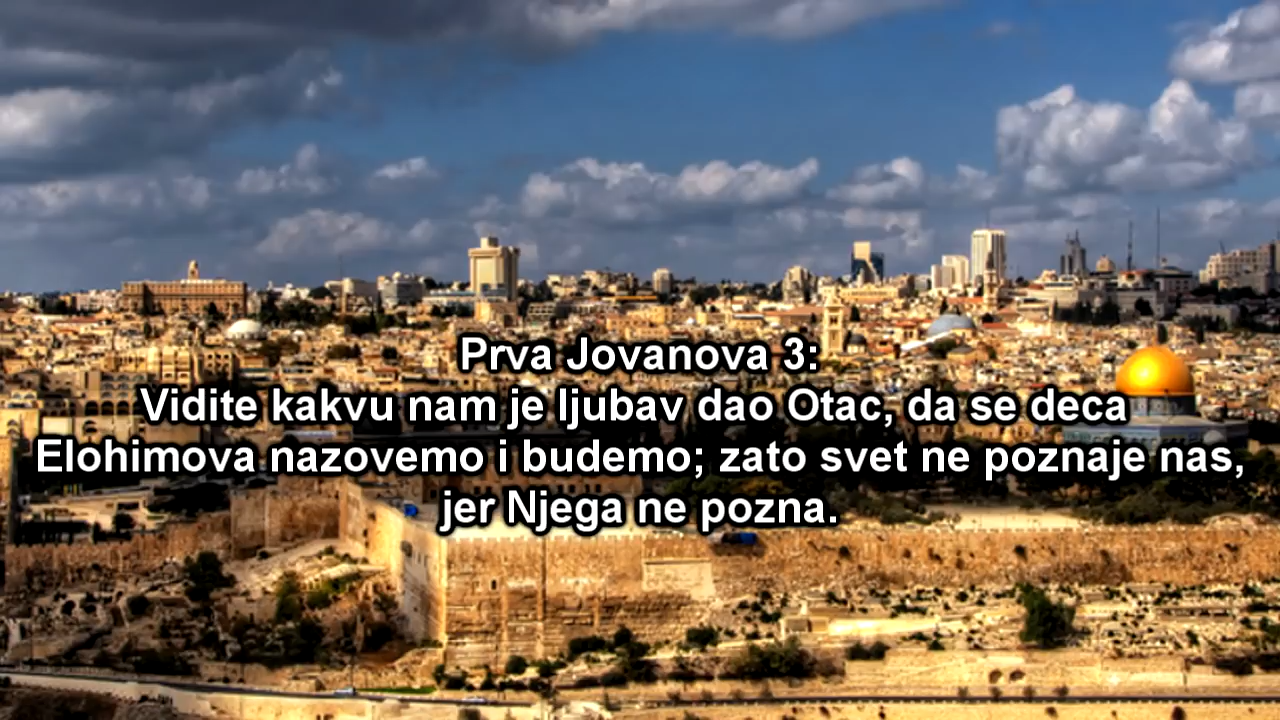 Prva Jovanova 3:
Vidite kakvu nam je ljubav dao Otac, da se deca
Elohimova nazovemo i budemo; zato svet ne poznaje nas,
jer Njega ne pozna.